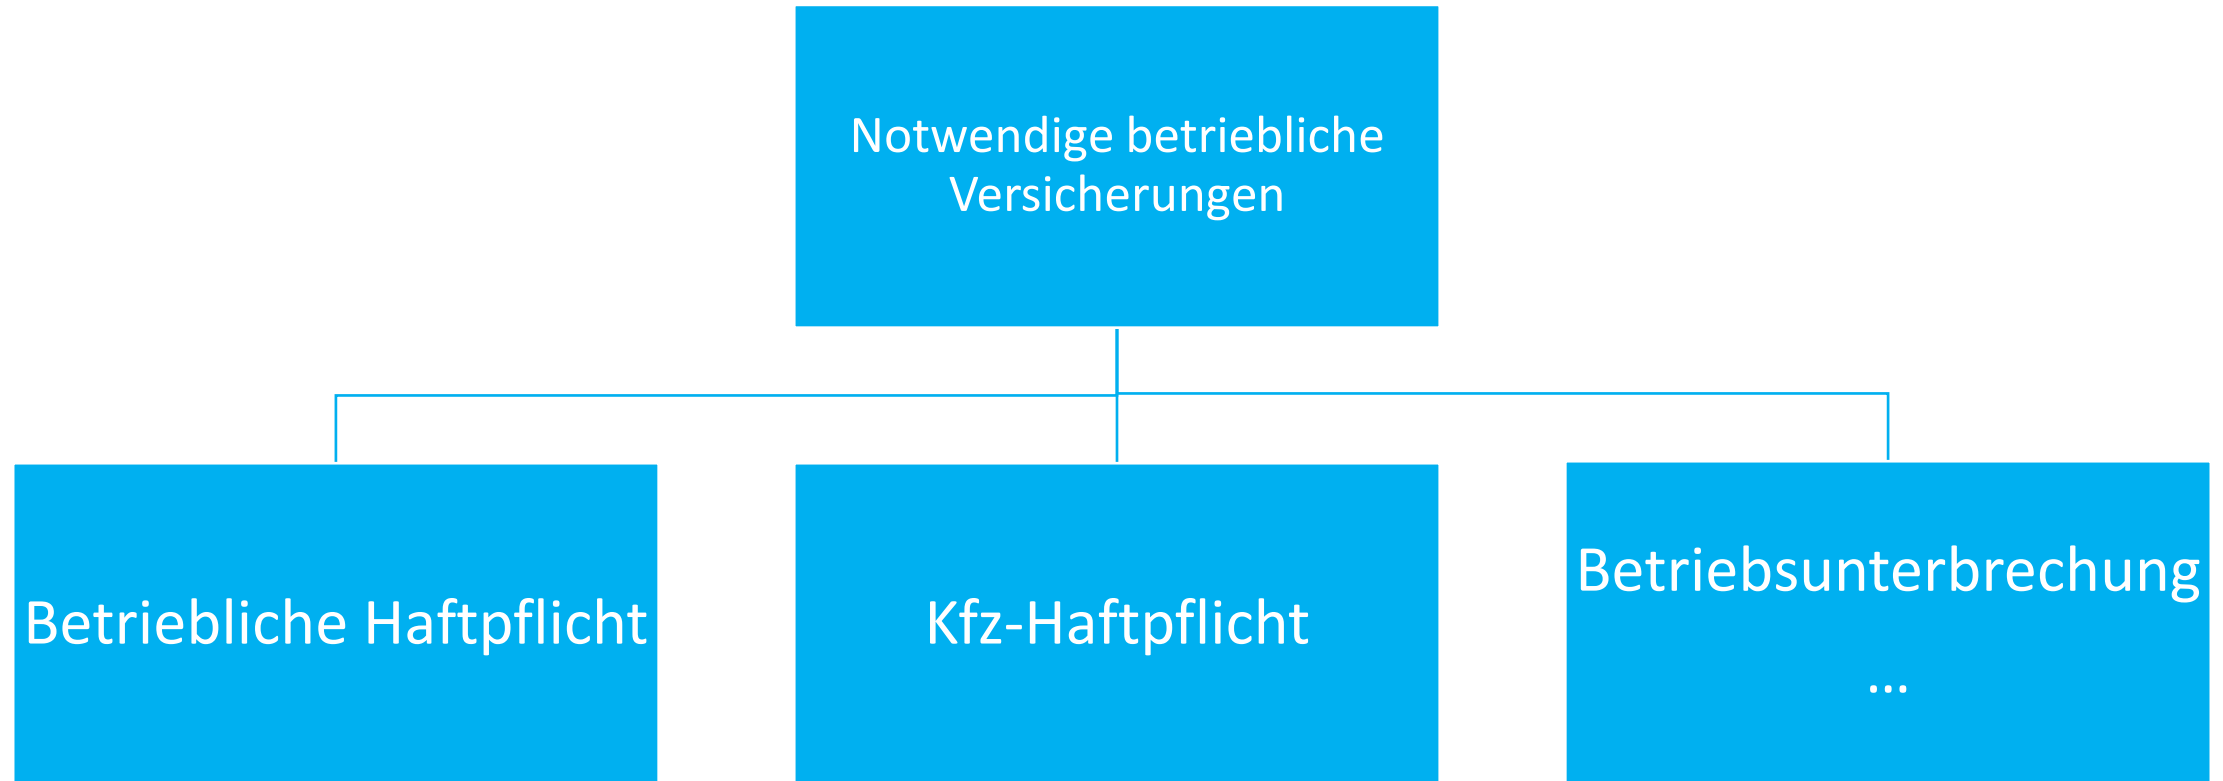 Notwendige betriebliche
Versicherungen
Betriebliche Haftpflicht
Kfz-Haftpflicht
Betriebsunterbrechung
...